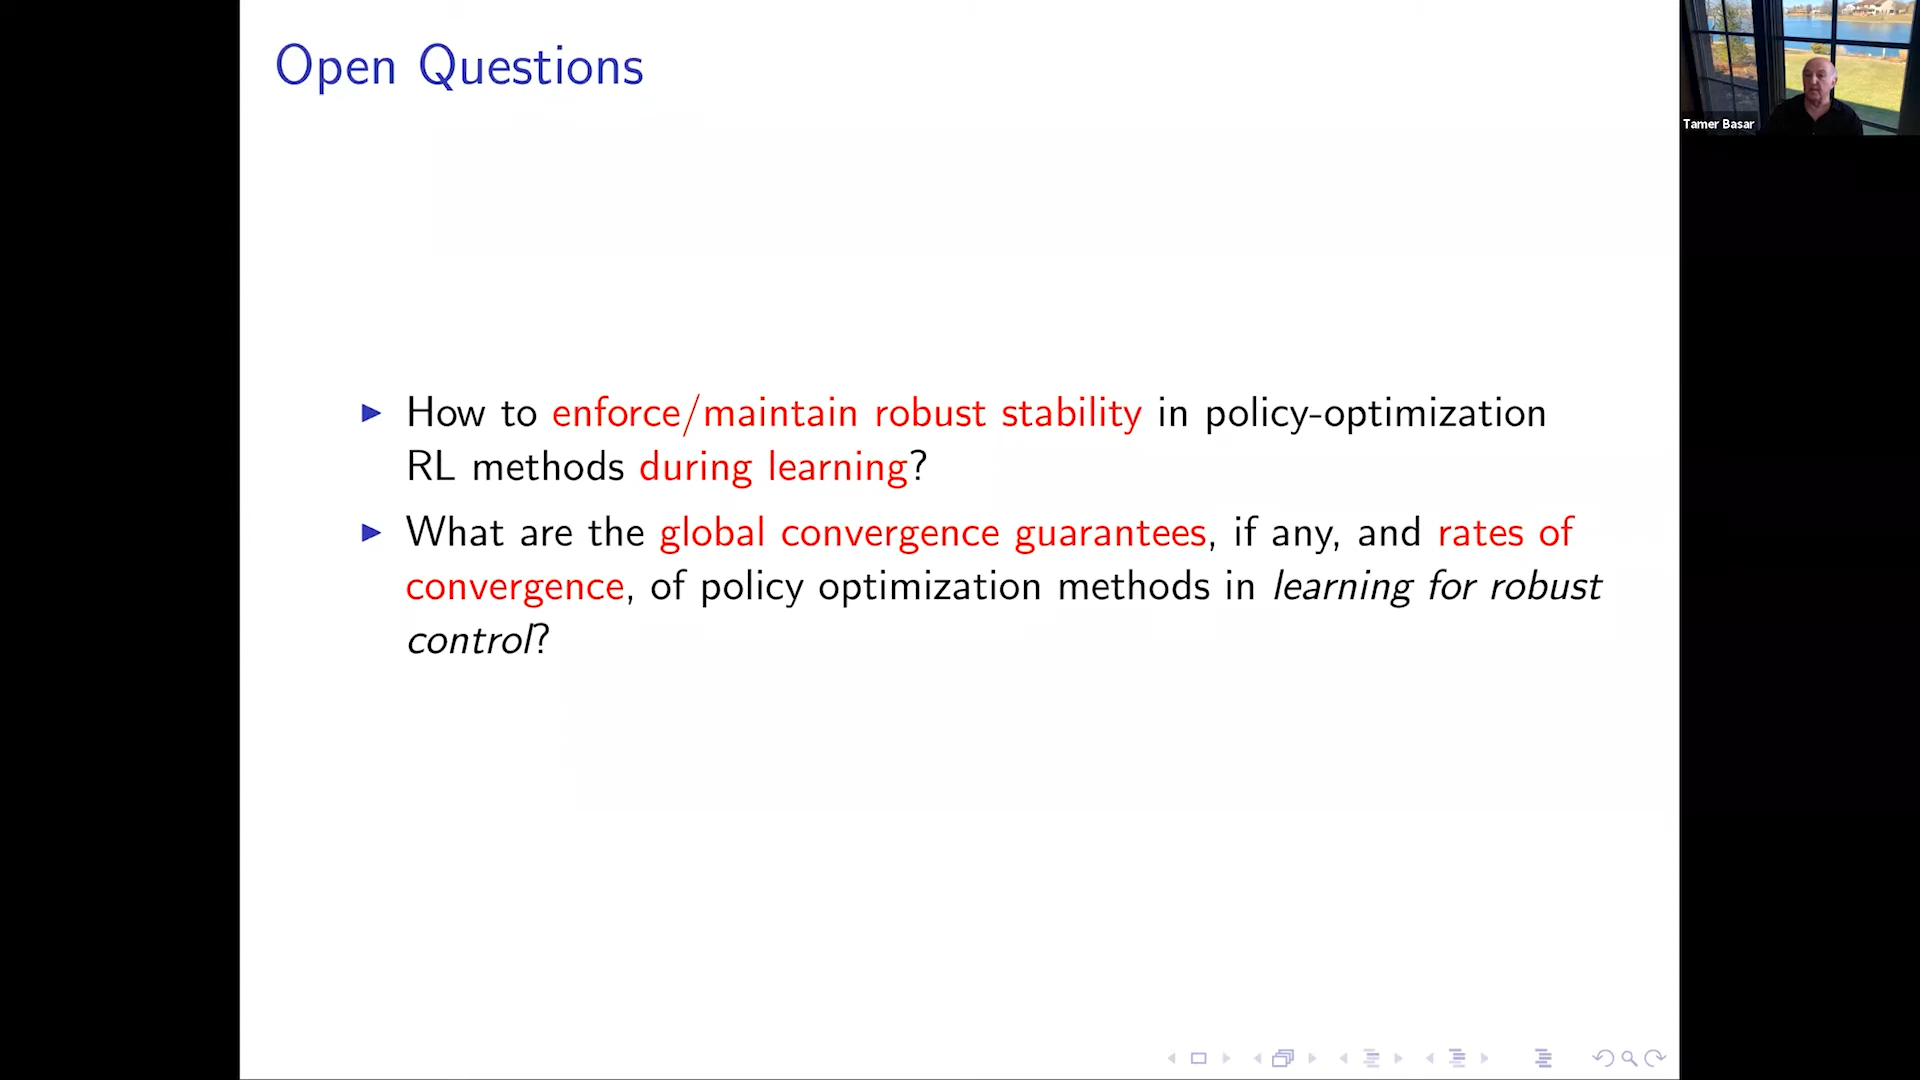 Open Questions
Tamer Basar
How to enforce/maintain robust stability in policy-optimization
RL methods during learning?
What are the global convergence guarantees, if any, and rates of
convergence, of policy optimization methods in learning for robust
control?